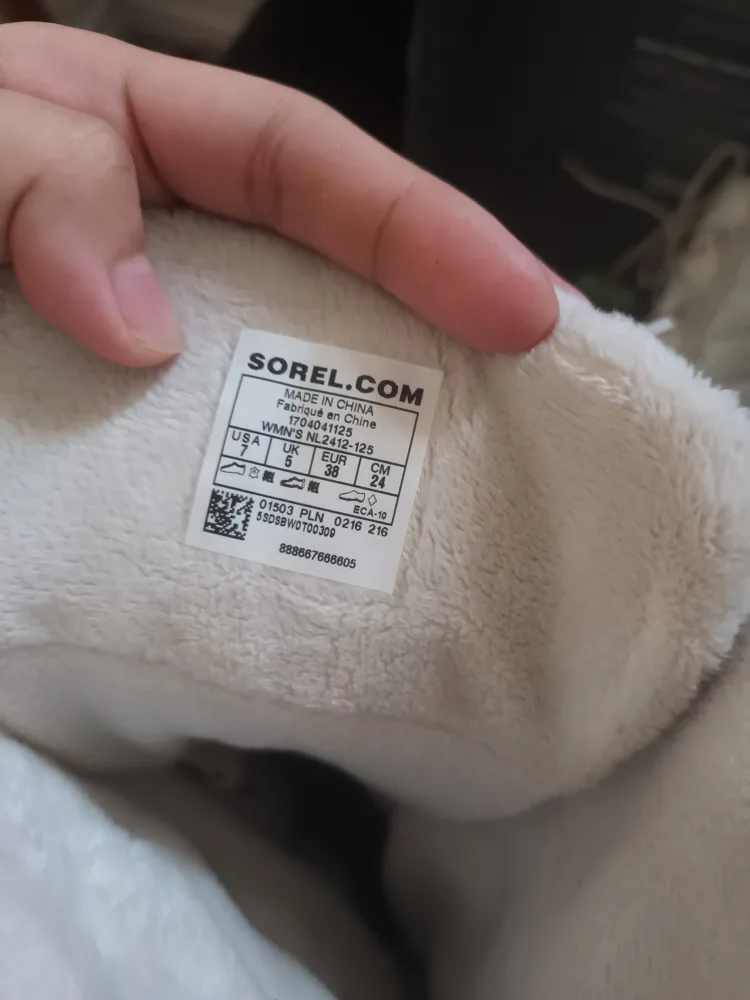 SOREL.COM
MADE IN CHINA
Fabriqué en Chine
1704041125
WMN'S NL2412-125
USA UK EUR CM
7 5 38 24
ECA-10
01503 PLN 0216 216
5SDSBW0T00309
888667666605